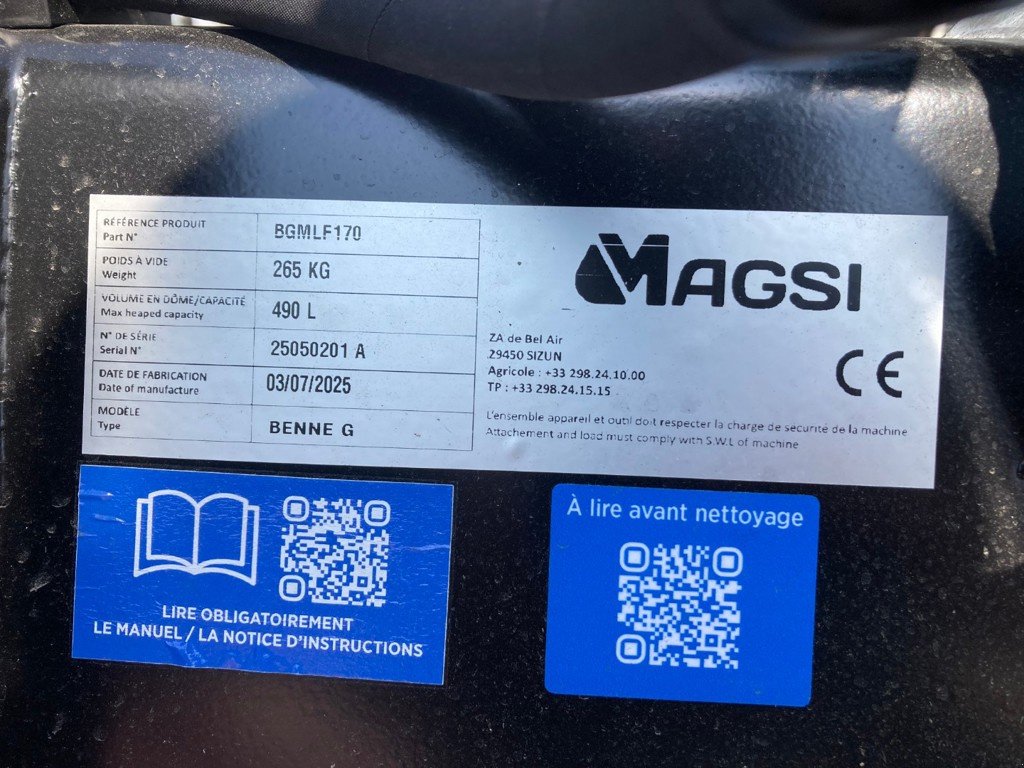 RÉFÉRENCE PRODUIT
Part N°
BGMLF170
POIDS À VIDE
Weight
265 KG
VOLUME EN DÔME/CAPACITÉ
Max heaped capacity
490 L
N° DE SÉRIE
Serial N°
25050201 A
DATE DE FABRICATION
Date of manufacture
03/07/2025
MODÈLE
Type
BENNE G
MAGSI
ZA de Bel Air
29450 SIZUN
Agricole : +33 298.24.10.00
TP : +33 298.24.15.15
CE
L'ensemble appareil et outil doit respecter la charge de sécurité de la machine
Attachement and load must comply with S.W.L of machine
LIRE OBLIGATOIREMENT
LE MANUEL / LA NOTICE D'INSTRUCTIONS
À lire avant nettoyage